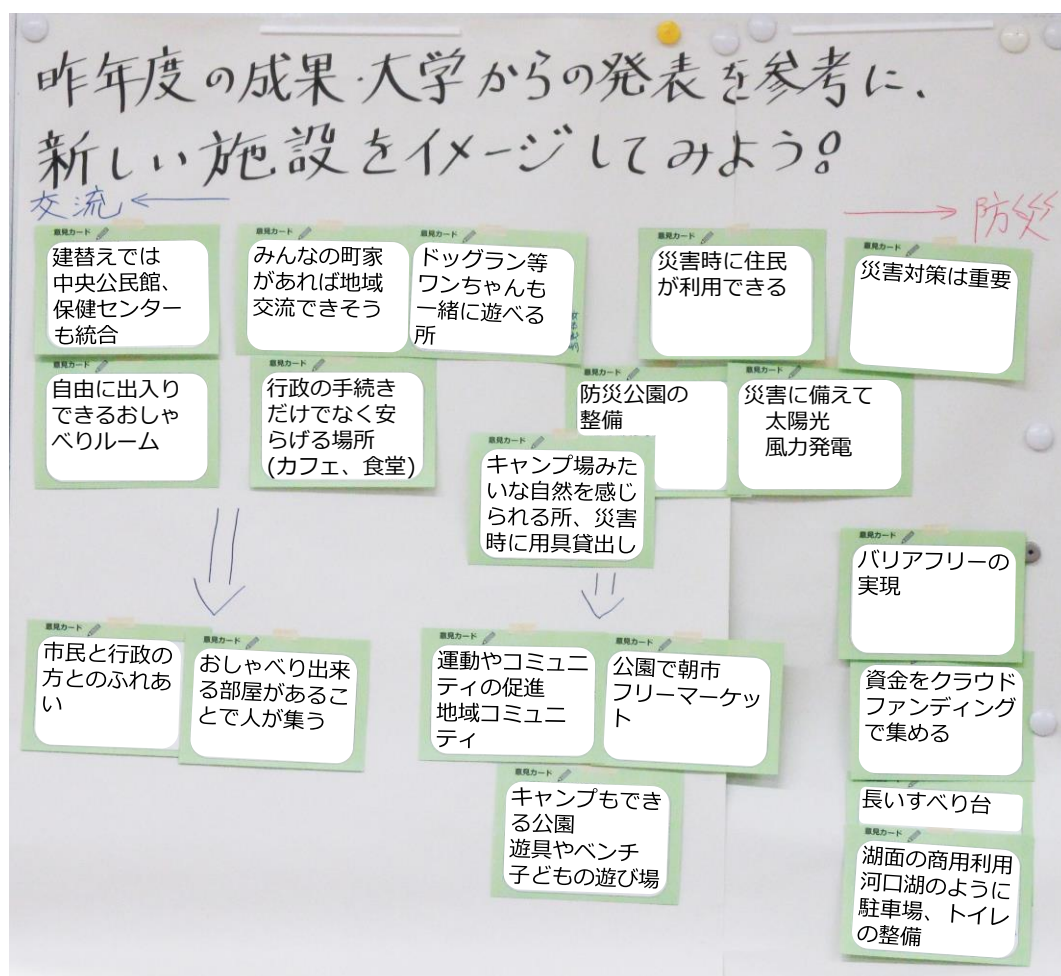 昨年度の成果・大学からの発表を参考に、
新しい施設をイメージしてみよう。
交流
防災
意見カード
建替えでは
中央公民館、
保健センター
も統合
意見カード
みんなの町家
があれば地域
交流できそう
意見カード
ドッグラン等
ワンちゃんも
一緒に遊べる
所
意見カード
災害時に住民
が利用できる
意見カード
災害対策は重要
意見カード
自由に出入り
できるおしゃ
べりルーム
意見カード
行政の手続き
だけでなく安
らげる場所
(カフェ、食堂)
意見カード
防災公園の
整備
意見カード
災害に備えて
太陽光
風力発電
意見カード
キャンプ場みた
いな自然を感じ
られる所、災害
時に用具貸出し
意見カード
市民と行政の
方とのふれあ
い
意見カード
おしゃべり出来
る部屋があるこ
とで人が集う
意見カード
運動やコミュニ
ティの促進
地域コミュニ
ティ
意見カード
公園で朝市
フリーマーケッ
ト
意見カード
キャンプもでき
る公園
遊具やベンチ
子どもの遊び場
意見カード
バリアフリーの
実現
資金をクラウド
ファンディング
で集める
長いすべり台
意見カード
湖面の商用利用
河口湖のように
駐車場、トイレ
の整備